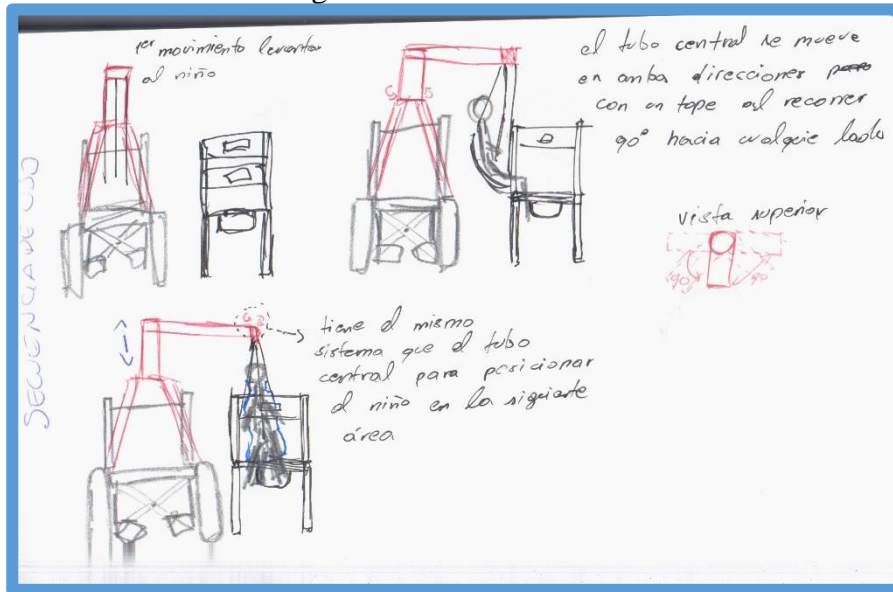 SECUENCIA DE USO
1er movimiento levantar
al niño
el tubo central se mueve
en amba direcciones
con un tope al recorrer
90° hacia cualquie lado
vista superior
90° 90°
tiene el mismo
sistema que el tubo
central para posicionar
al niño en la siguiente
área